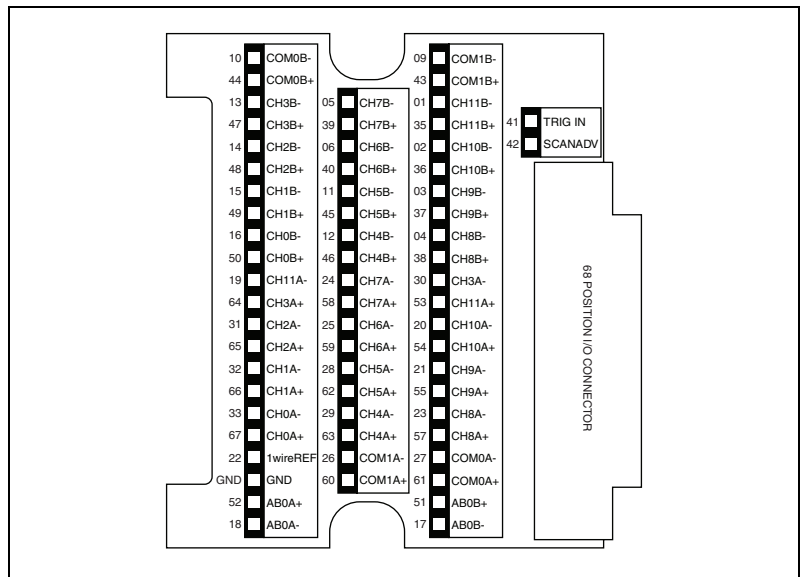 10 COM0B-
44 COM0B+
13 CH3B-
47 CH3B+
14 CH2B-
48 CH2B+
15 CH1B-
49 CH1B+
16 CH0B-
50 CH0B+
19 CH11A-
64 CH3A+
31 CH2A-
65 CH2A+
32 CH1A-
66 CH1A+
33 CH0A-
67 CH0A+
22 1wireREF
GND GND
52 AB0A+
18 AB0A-
05 CH7B-
39 CH7B+
06 CH6B-
40 CH6B+
11 CH5B-
45 CH5B+
12 CH4B-
46 CH4B+
24 CH7A-
58 CH7A+
25 CH6A-
59 CH6A+
28 CH5A-
62 CH5A+
29 CH4A-
63 CH4A+
26 COM1A-
60 COM1A+
09 COM1B-
43 COM1B+
01 CH11B-
35 CH11B+
02 CH10B-
36 CH10B+
03 CH9B-
37 CH9B+
04 CH8B-
38 CH8B+
30 CH3A-
53 CH11A+
20 CH10A-
54 CH10A+
21 CH9A-
55 CH9A+
23 CH8A-
57 CH8A+
27 COM0A-
61 COM0A+
51 AB0B+
17 AB0B-
41 TRIG IN
42 SCANADV
68 POSITION I/O CONNECTOR